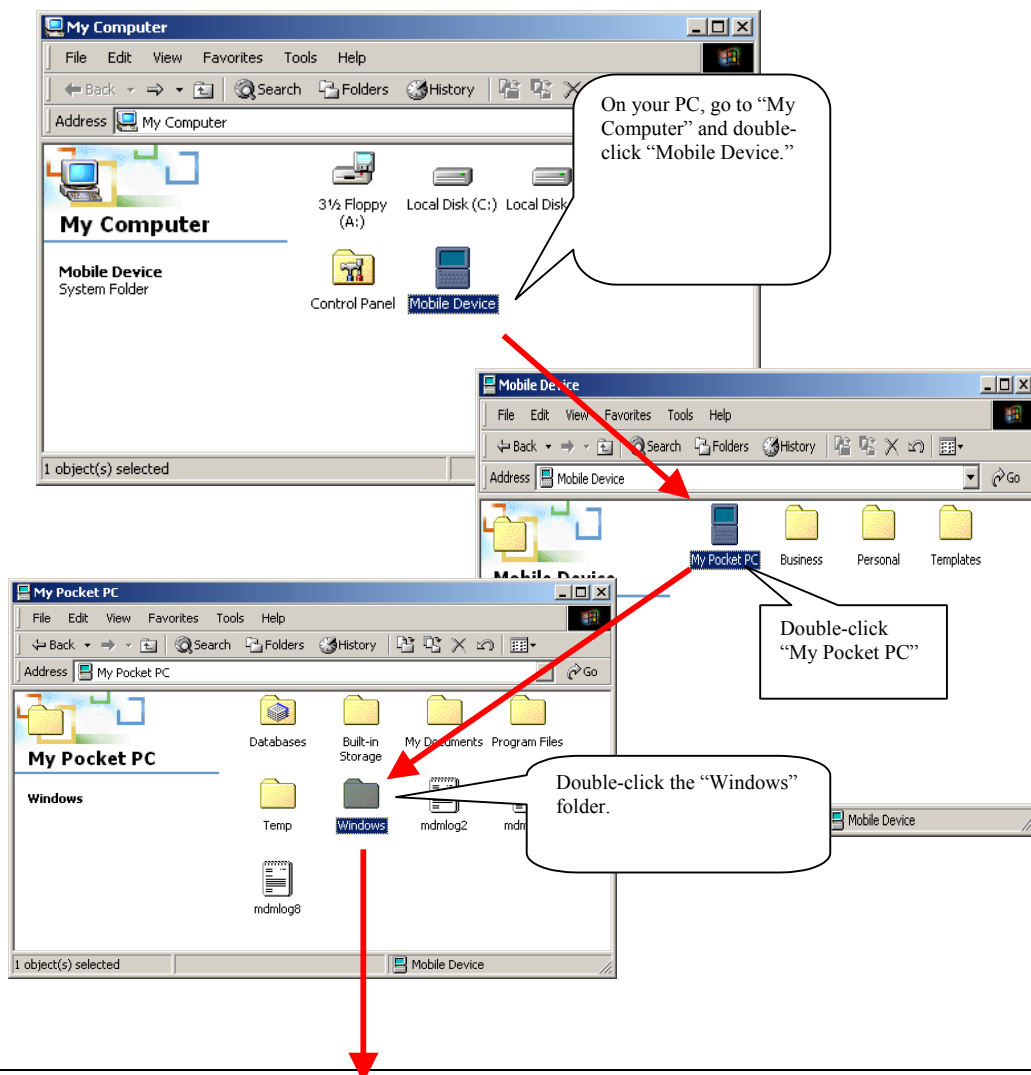 My Computer
File Edit View Favorites Tools Help
Back Search Folders History
Address My Computer
On your PC, go to “My
Computer” and double-
click “Mobile Device.”
My Computer
Mobile Device
System Folder
3½ Floppy
(A:)
Local Disk (C:)
Local Disk
Control Panel
Mobile Device
1 object(s) selected
Mobile Device
File Edit View Favorites Tools Help
Back Search Folders History
Address Mobile Device Go
Mobile Device
My Pocket PC
Business
Personal
Templates
Double-click
“My Pocket PC”
Mobile Device
My Pocket PC
File Edit View Favorites Tools Help
Back Search Folders History
Address My Pocket PC Go
My Pocket PC
Windows
Databases
Built-in
Storage
My Documents
Program Files
Temp
Windows
mdmlog2
mdmlog8
Double-click the “Windows”
folder.
1 object(s) selected
Mobile Device